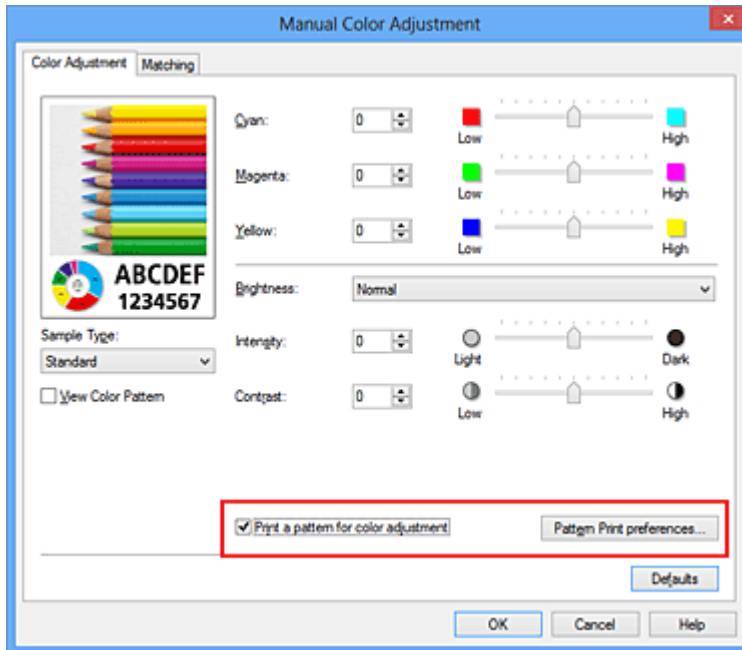 Manual Color Adjustment
Color Adjustment Matching
Cyan: 0 Low High
Magenta: 0 Low High
Yellow: 0 Low High
ABCDEF
1234567
Brightness: Normal
Sample Type:
Standard
Intensity: 0 Light Dark
View Color Pattern
Contrast: 0 Low High
Print a pattern for color adjustment Pattern Print preferences...
Defaults
OK Cancel Help